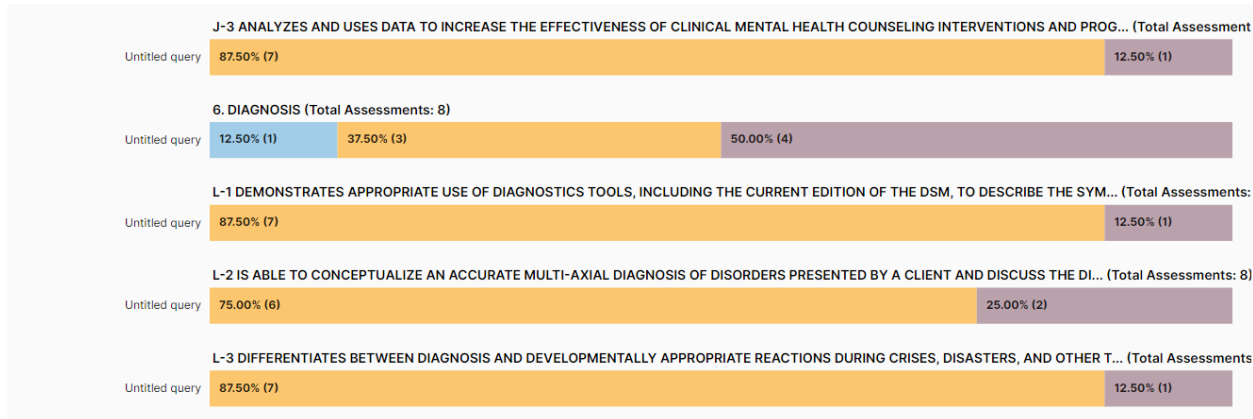 J-3 ANALYZES AND USES DATA TO INCREASE THE EFFECTIVENESS OF CLINICAL MENTAL HEALTH COUNSELING INTERVENTIONS AND PROG... (Total Assessment
Untitled query 87.50% (7) 12.50% (1)
6. DIAGNOSIS (Total Assessments: 8)
Untitled query 12.50% (1) 37.50% (3) 50.00% (4)
L-1 DEMONSTRATES APPROPRIATE USE OF DIAGNOSTICS TOOLS, INCLUDING THE CURRENT EDITION OF THE DSM, TO DESCRIBE THE SYM... (Total Assessments:
Untitled query 87.50% (7) 12.50% (1)
L-2 IS ABLE TO CONCEPTUALIZE AN ACCURATE MULTI-AXIAL DIAGNOSIS OF DISORDERS PRESENTED BY A CLIENT AND DISCUSS THE DI... (Total Assessments: 8)
Untitled query 75.00% (6) 25.00% (2)
L-3 DIFFERENTIATES BETWEEN DIAGNOSIS AND DEVELOPMENTALLY APPROPRIATE REACTIONS DURING CRISES, DISASTERS, AND OTHER T... (Total Assessments
Untitled query 87.50% (7) 12.50% (1)